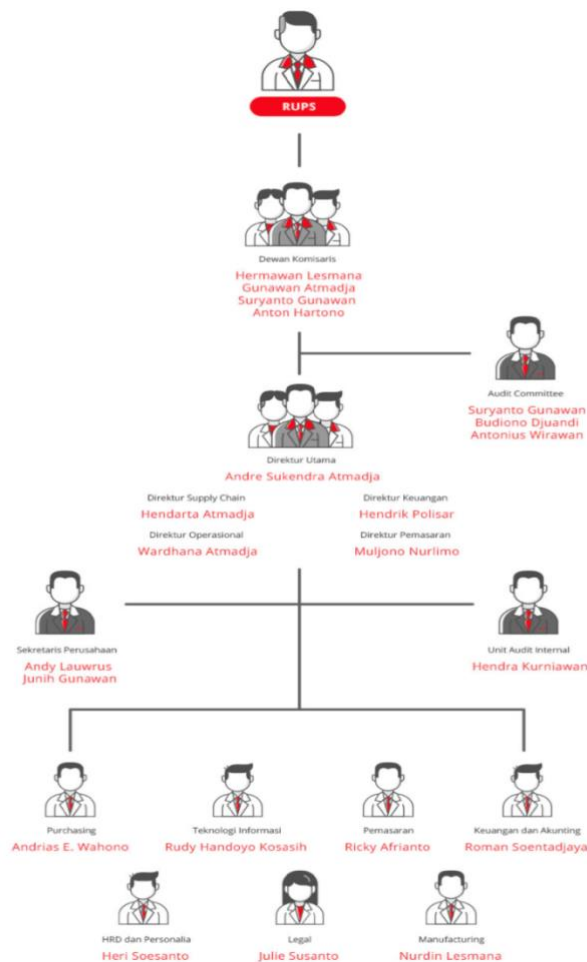 RUPS
Dewan Komisaris
Hermawan Lesmana
Gunawan Atmadja
Suryanto Gunawan
Anton Hartono
Audit Committee
Suryanto Gunawan
Budiono Djuandi
Antonius Wirawan
Direktur Utama
Andre Sukendra Atmadja
Direktur Supply Chain
Hendarta Atmadja
Direktur Keuangan
Hendrik Polisar
Direktur Operasional
Wardhana Atmadja
Direktur Pemasaran
Muljono Nurlimo
Sekretaris Perusahaan
Andy Lauwrus
Junih Gunawan
Unit Audit Internal
Hendra Kurniawan
Purchasing
Andrias E. Wahono
Teknologi Informasi
Rudy Handoyo Kosasih
Pemasaran
Ricky Afrianto
Keuangan dan Akunting
Roman Soentadjaya
HRD dan Personalia
Heri Soesanto
Legal
Julie Susanto
Manufacturing
Nurdin Lesmana